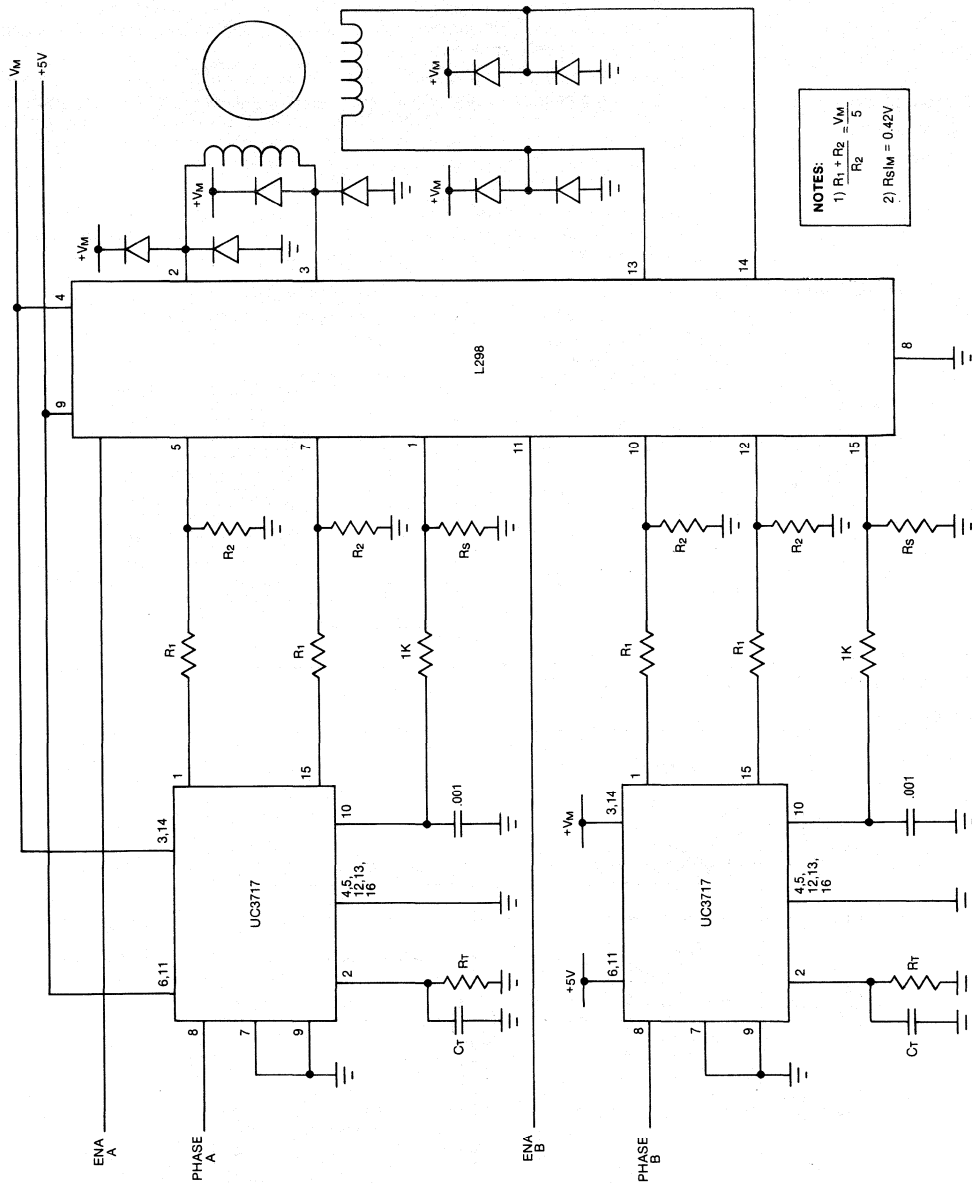 VM
+5V
ENA
A
PHASE
A
ENB
B
PHASE
B
8
7
9
6,11
3,14
UC3717
1
15
10
4,5,
12,13,
16
2
CT
RT
.001
R1
R1
1K
R2
R2
RS
+5V
+VM
8
7
9
6,11
3,14
UC3717
1
15
10
4,5,
12,13,
16
2
CT
RT
.001
R1
R1
1K
R2
R2
RS
9
4
5
7
1
11
10
12
15
L298
8
2
3
13
14
+VM
+VM
+VM
+VM
NOTES:
1) R1 + R2 / R2 = VM / 5
2) RSIM = 0.42V